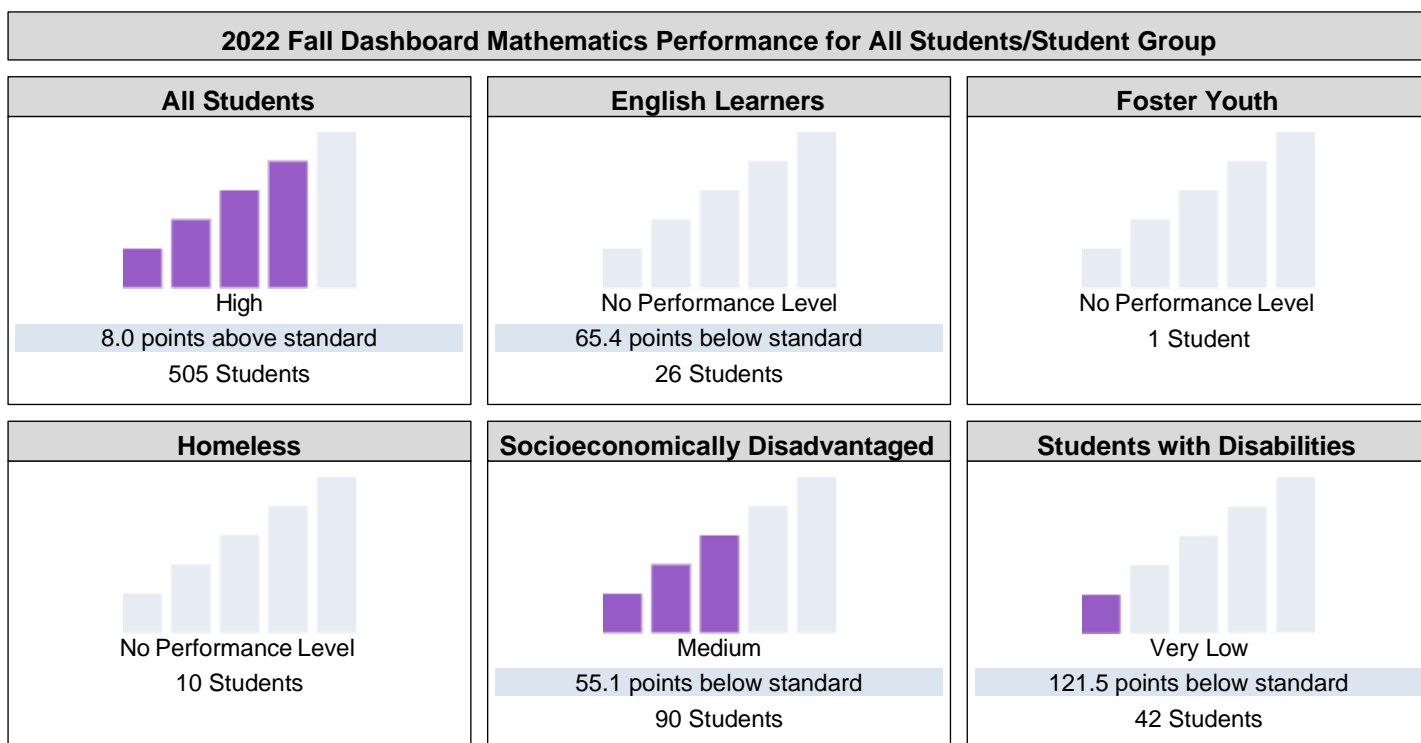 2022 Fall Dashboard Mathematics Performance for All Students/Student Group
All Students
High
8.0 points above standard
505 Students
English Learners
No Performance Level
65.4 points below standard
26 Students
Foster Youth
No Performance Level
1 Student
Homeless
No Performance Level
10 Students
Socioeconomically Disadvantaged
Medium
55.1 points below standard
90 Students
Students with Disabilities
Very Low
121.5 points below standard
42 Students